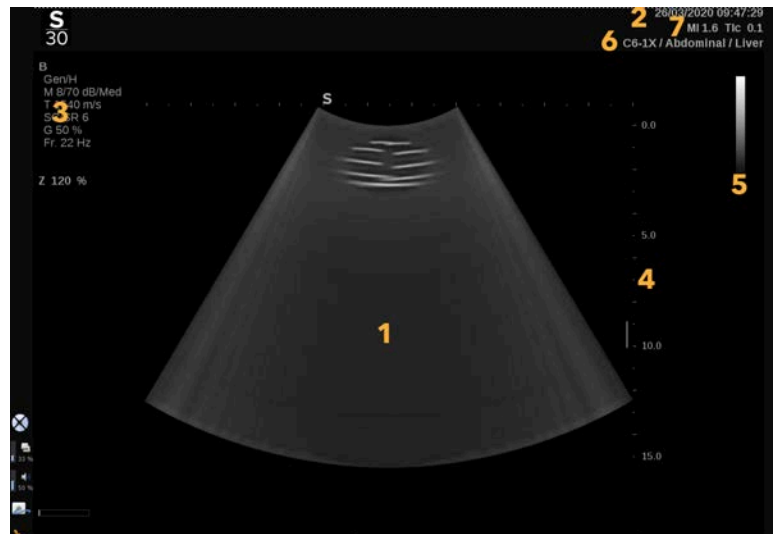 S
30
2
26/03/2020 09:47:29
7
MI 1.6 TIc 0.1
6
C6-1X / Abdominal / Liver
B
Gen/H
M 8/70 dB/Med
3
G 50 %
Fr. 22 Hz
Z 120 %
S
0.0
5
5.0
4
1
10.0
15.0
50 %